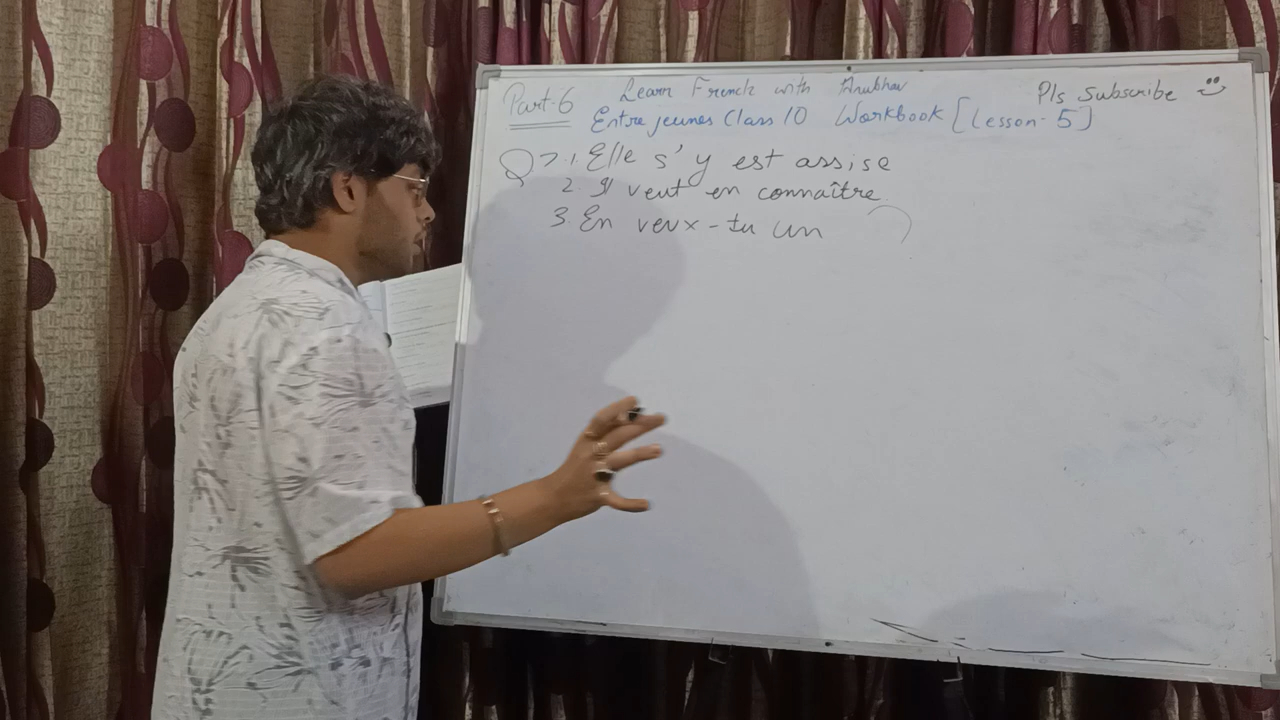 Part-6 Learn French with Anubhav Pls Subscribe
Entre jeunes Class 10 Workbook [Lesson-5]
Q7.1. Elle s'y est assise
2. Il veut en connaître.
3. En veux-tu un